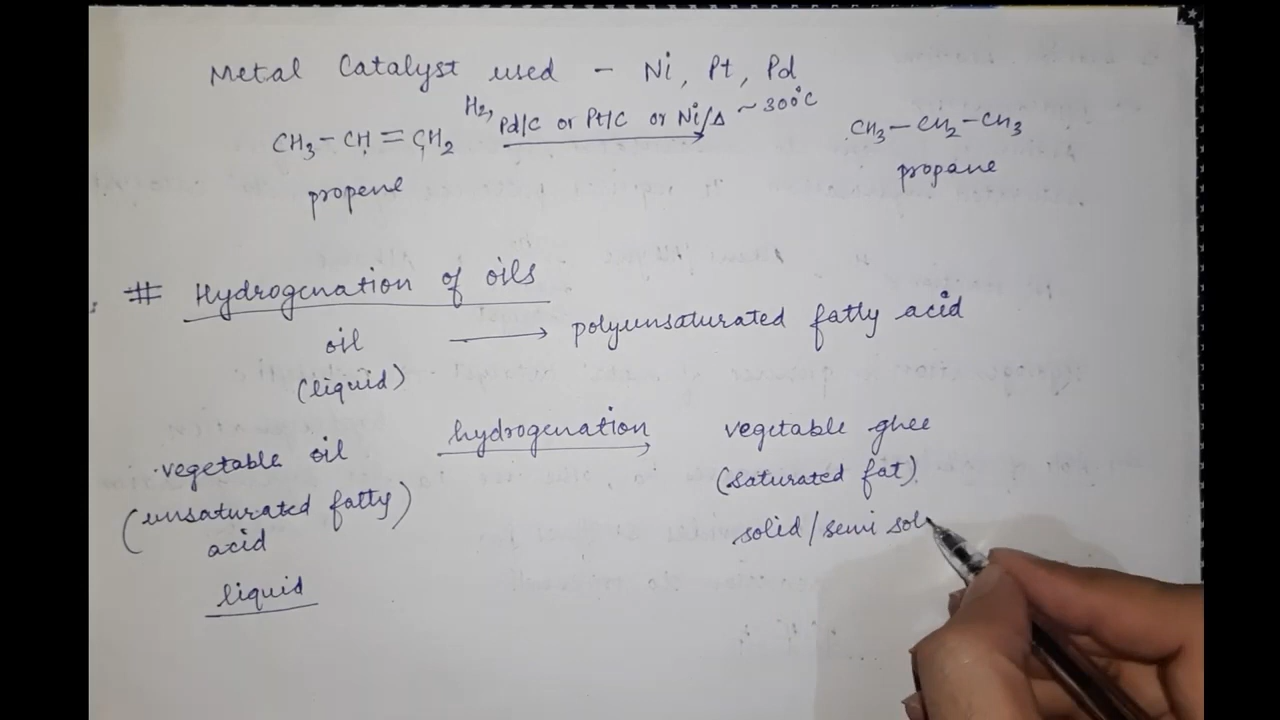 Metal Catalyst used - Ni, Pt, Pd
H2, Pd/C or Pt/C or Ni/Δ ~ 300°C
CH3-CH=CH2 → CH3-CH2-CH3
propene propane
# Hydrogenation of oils
oil → polyunsaturated fatty acid
(liquid)
vegetable oil hydrogenation → vegetable ghee
(unsaturated fatty) (saturated fat)
acid solid/semi sol
liquid